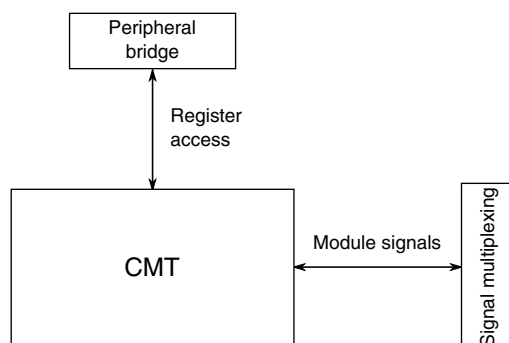 Peripheral
bridge
Register
access
CMT
Module signals
Signal multiplexing